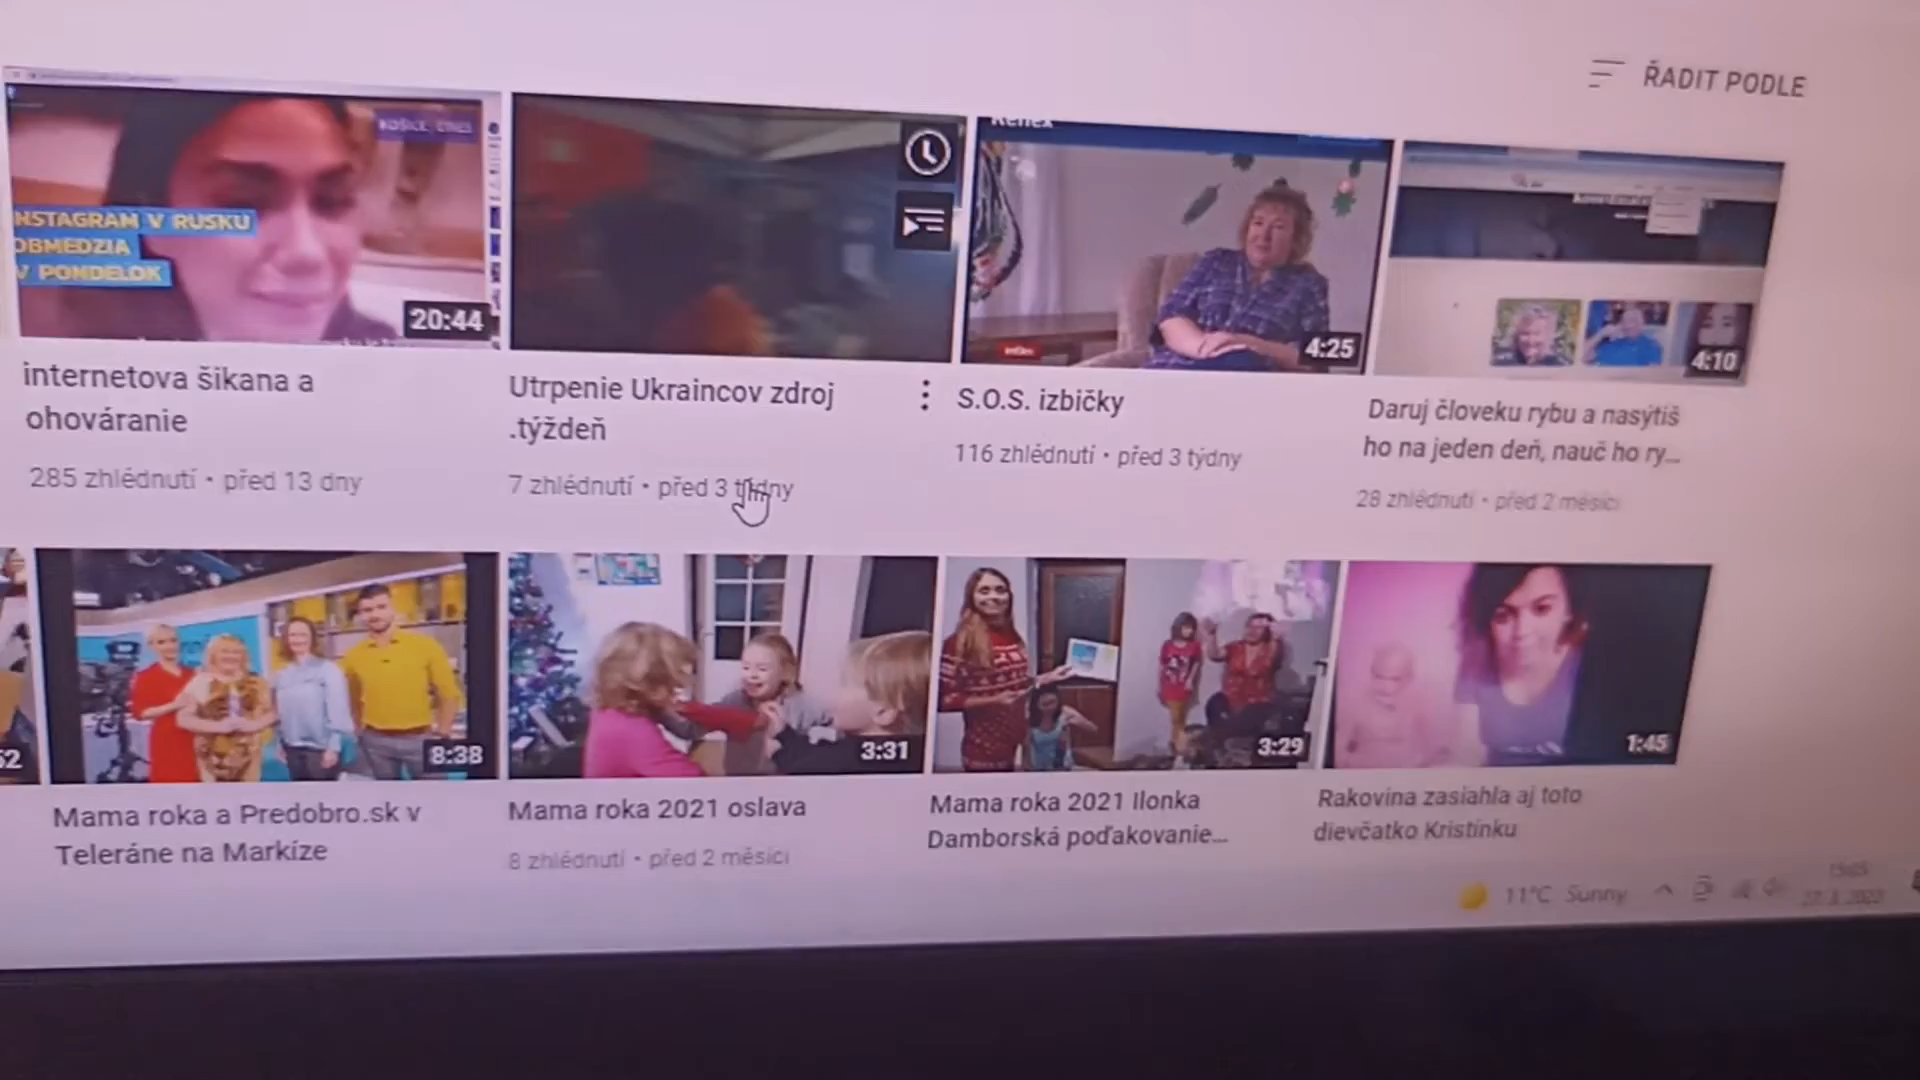 ŘADIT PODLE
KOŠICE, DNES
NSTAGRAM V RUSKU
OBMEDZIA
V PONDELOK
20:44
4:25
4:10
internetova šikana a
ohováranie
285 zhlédnutí • před 13 dny
Utrpenie Ukraincov zdroj
.týždeň
7 zhlédnutí • před 3 týdny
S.O.S. izbičky
116 zhlédnutí • před 3 týdny
Daruj človeku rybu a nasýtiš
ho na jeden deň, nauč ho ry...
28 zhlédnutí • před 2 měsíci
52
8:38
3:31
3:29
1:45
Mama roka a Predobro.sk v
Teleráne na Markíze
Mama roka 2021 oslava
8 zhlédnutí • před 2 měsíci
Mama roka 2021 Ilonka
Damborská poďakovanie...
Rakovina zasiahla aj toto
dievčatko Kristínku
11°C Sunny